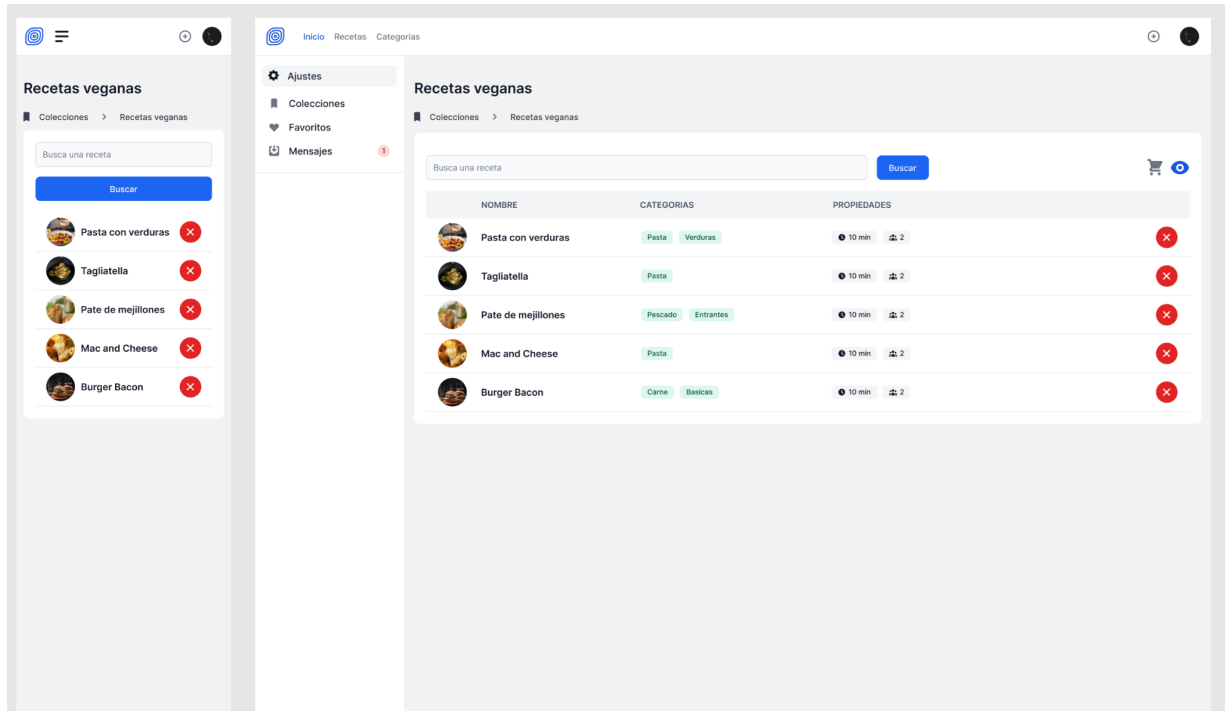 Recetas veganas
Colecciones > Recetas veganas
Busca una receta
Buscar
Pasta con verduras
Tagliatella
Pate de mejillones
Mac and Cheese
Burger Bacon
Inicio Recetas Categorias
Ajustes
Colecciones
Favoritos
Mensajes 1
Recetas veganas
Colecciones > Recetas veganas
Busca una receta Buscar
NOMBRE CATEGORIAS PROPIEDADES
Pasta con verduras Pasta Verduras 10 min 2
Tagliatella Pasta 10 min 2
Pate de mejillones Pescado Entrantes 10 min 2
Mac and Cheese Pasta 10 min 2
Burger Bacon Carne Basicas 10 min 2